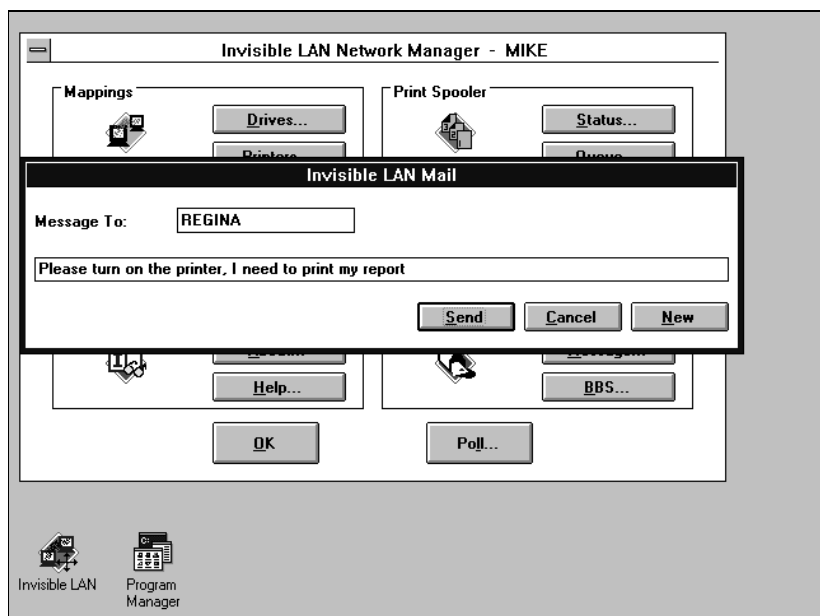 Invisible LAN Network Manager - MIKE
Mappings
Print Spooler
Drives...
Status...
Invisible LAN Mail
Message To:
REGINA
Please turn on the printer, I need to print my report
Send
Cancel
New
Help...
BBS...
OK
Poll...
Invisible LAN
Program
Manager